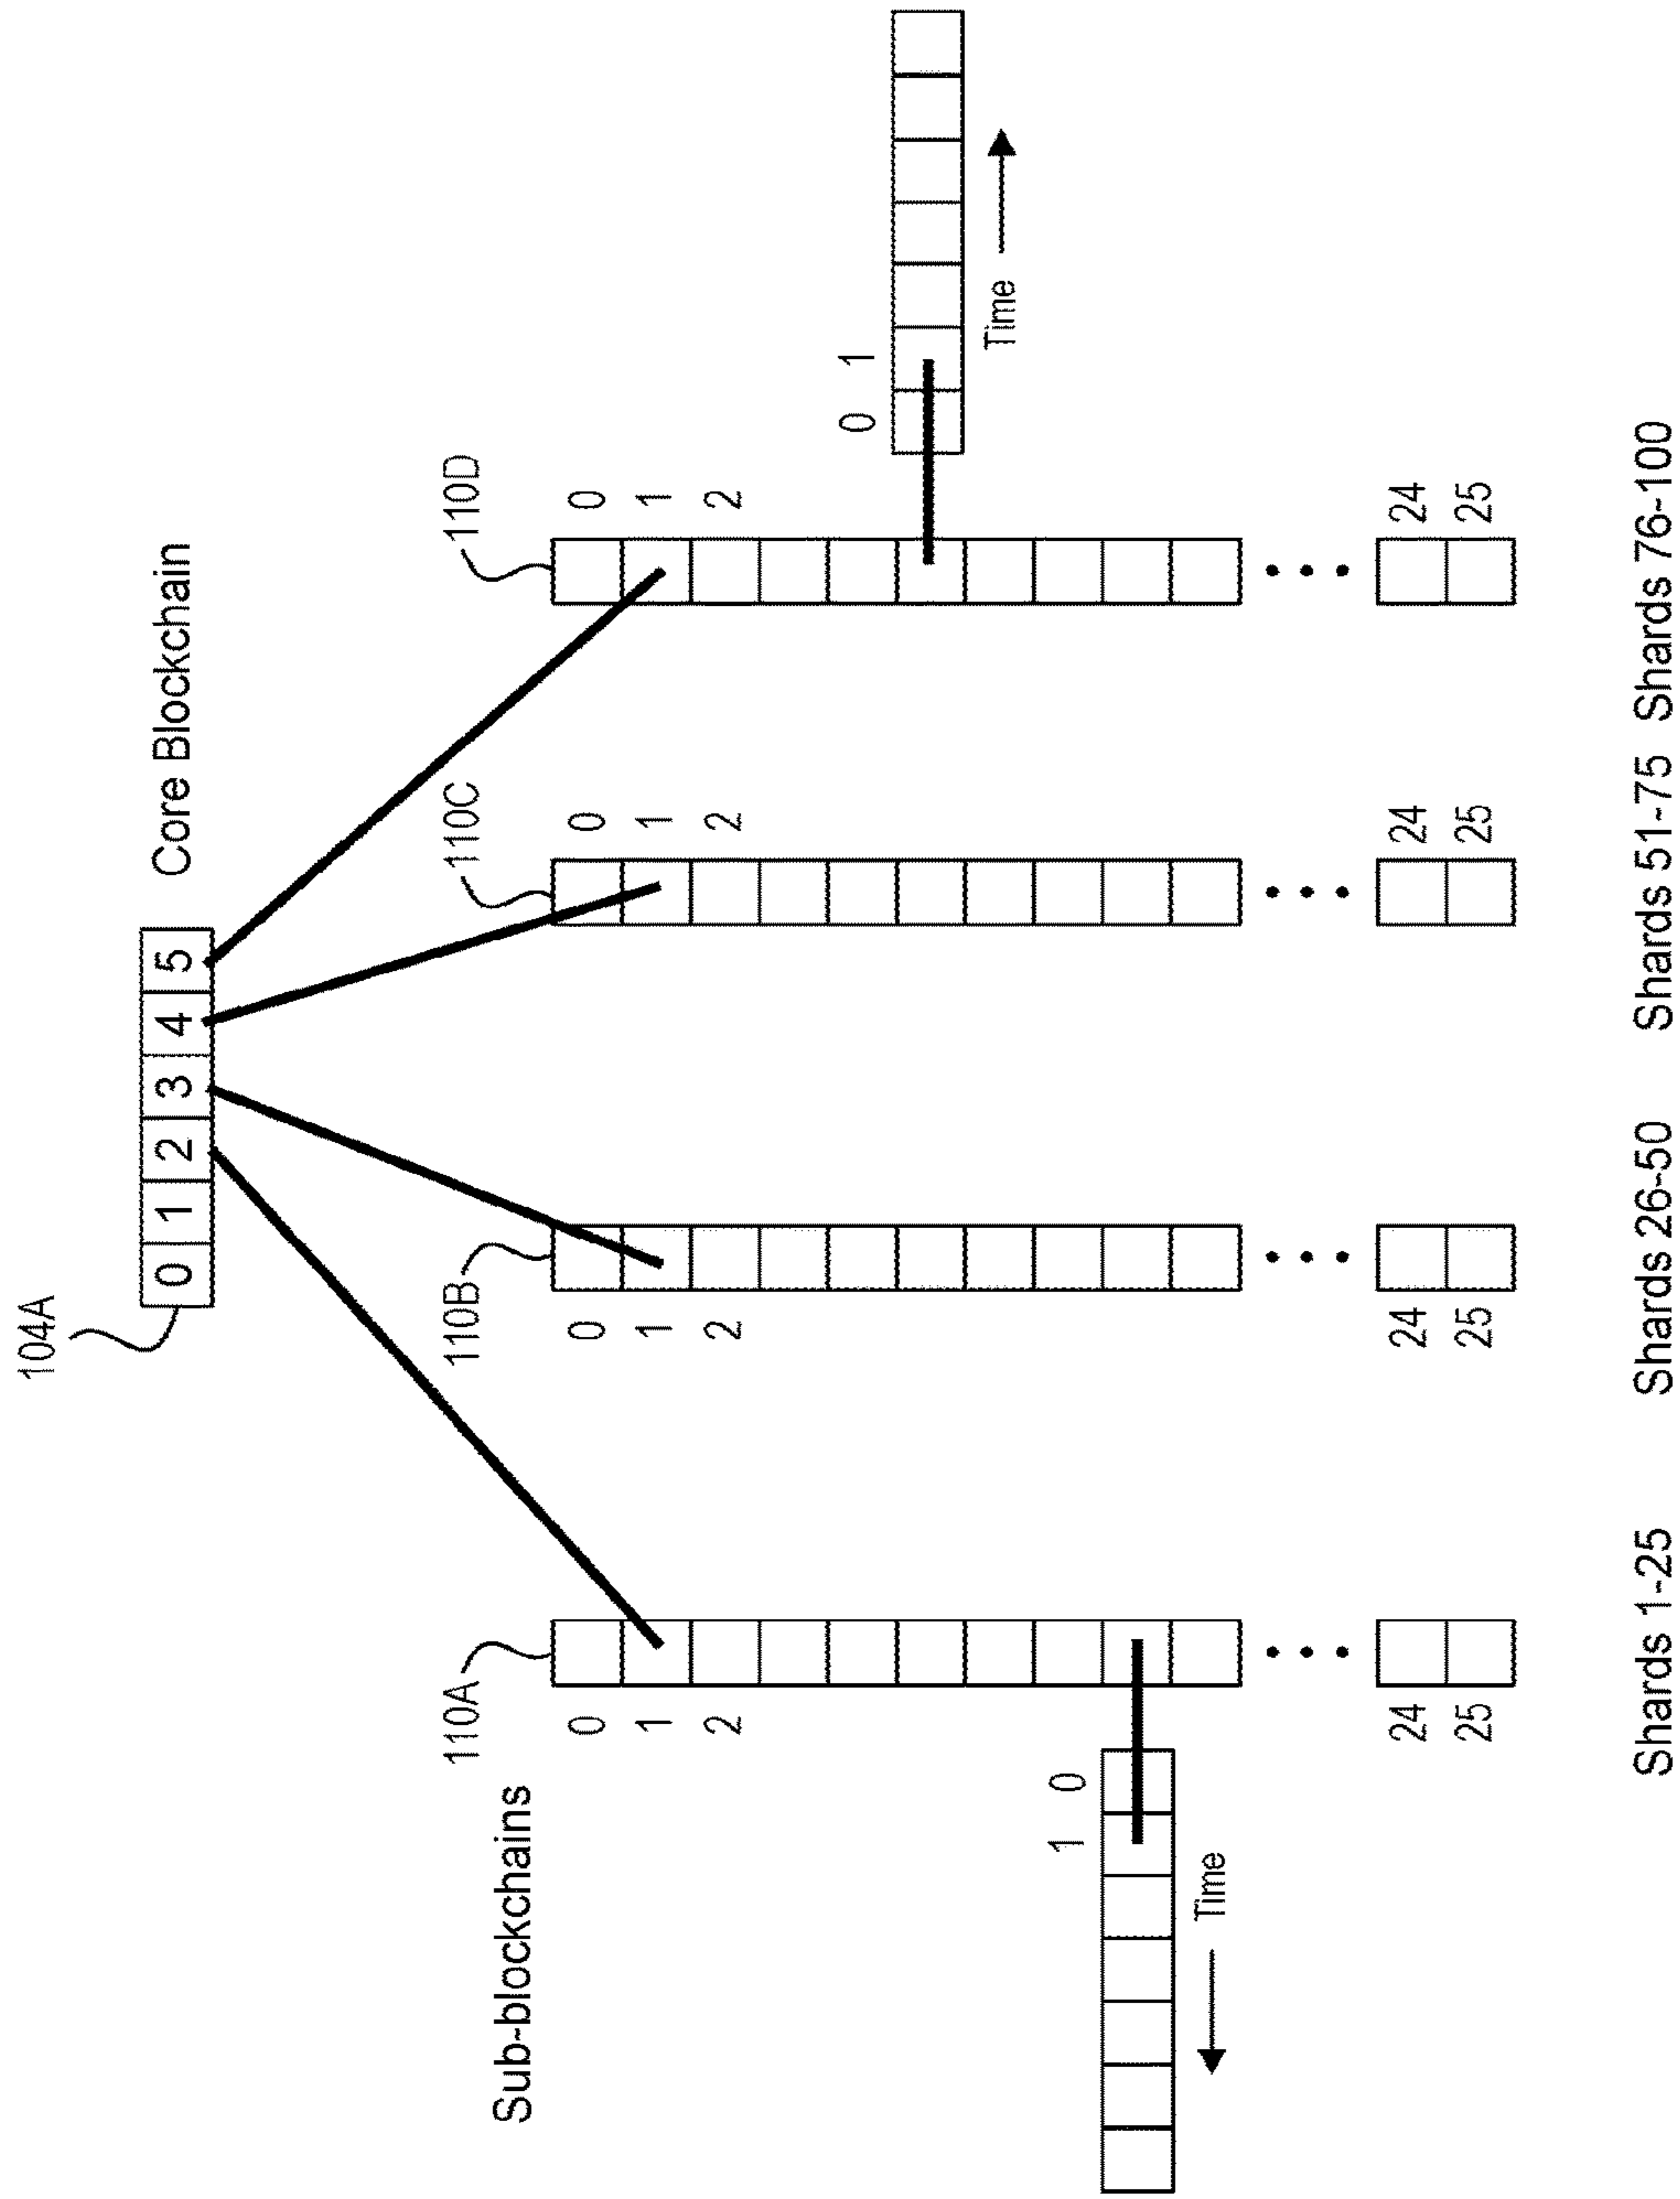 104A
0 1 2 3 4 5
Core Blockchain
Sub-blockchains
110A
110B
110C
110D
0 0 0 0
1 1 1 1
2 2 2 2
0 1
Time
1 0
Time
24 24 24 24
25 25 25 25
Shards 1-25 Shards 26-50 Shards 51-75 Shards 76-100